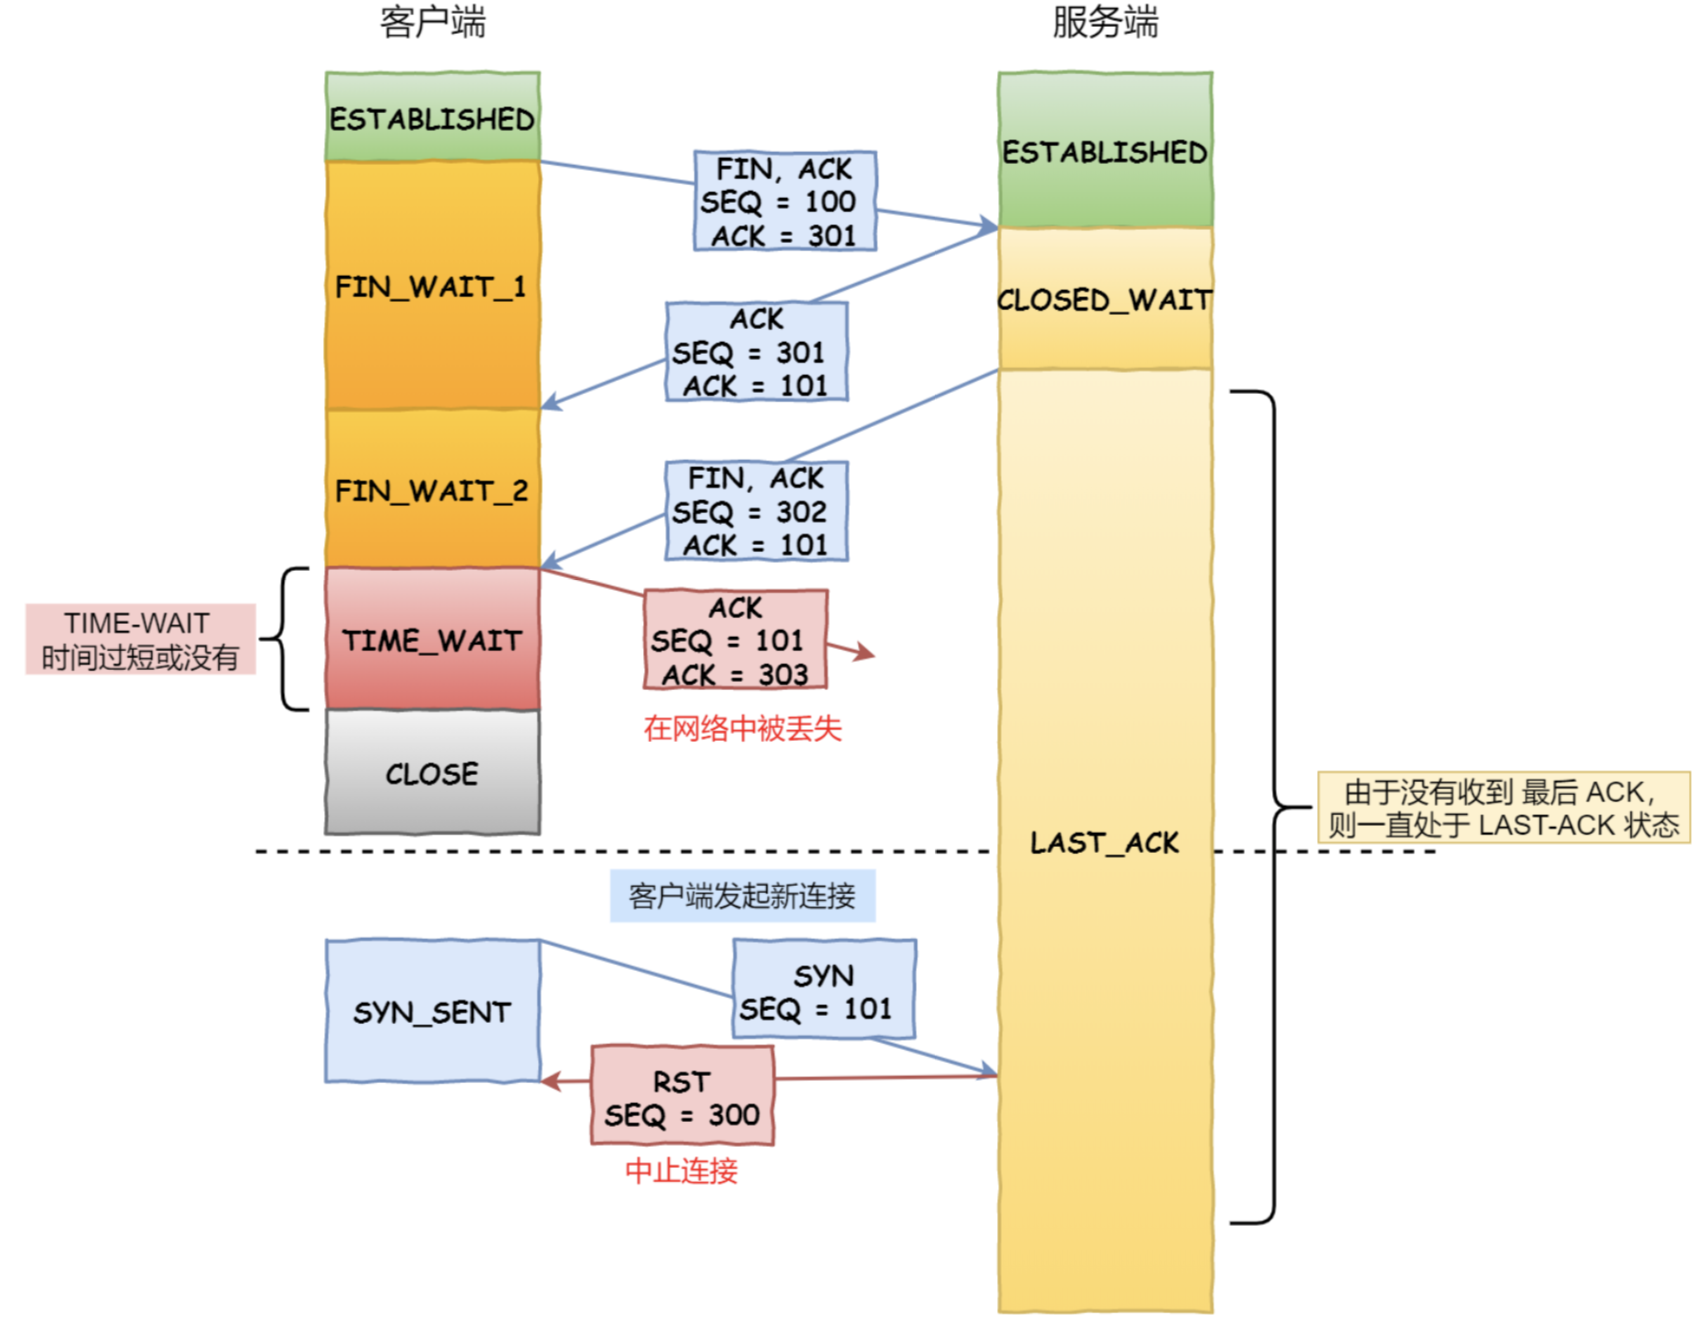 客户端
服务端
ESTABLISHED
ESTABLISHED
FIN, ACK
SEQ = 100
ACK = 301
FIN_WAIT_1
CLOSED_WAIT
ACK
SEQ = 301
ACK = 101
FIN_WAIT_2
FIN, ACK
SEQ = 302
ACK = 101
TIME-WAIT
时间过短或没有
TIME_WAIT
ACK
SEQ = 101
ACK = 303
在网络中被丢失
CLOSE
LAST_ACK
由于没有收到 最后 ACK，
则一直处于 LAST-ACK 状态
客户端发起新连接
SYN_SENT
SYN
SEQ = 101
RST
SEQ = 300
中止连接